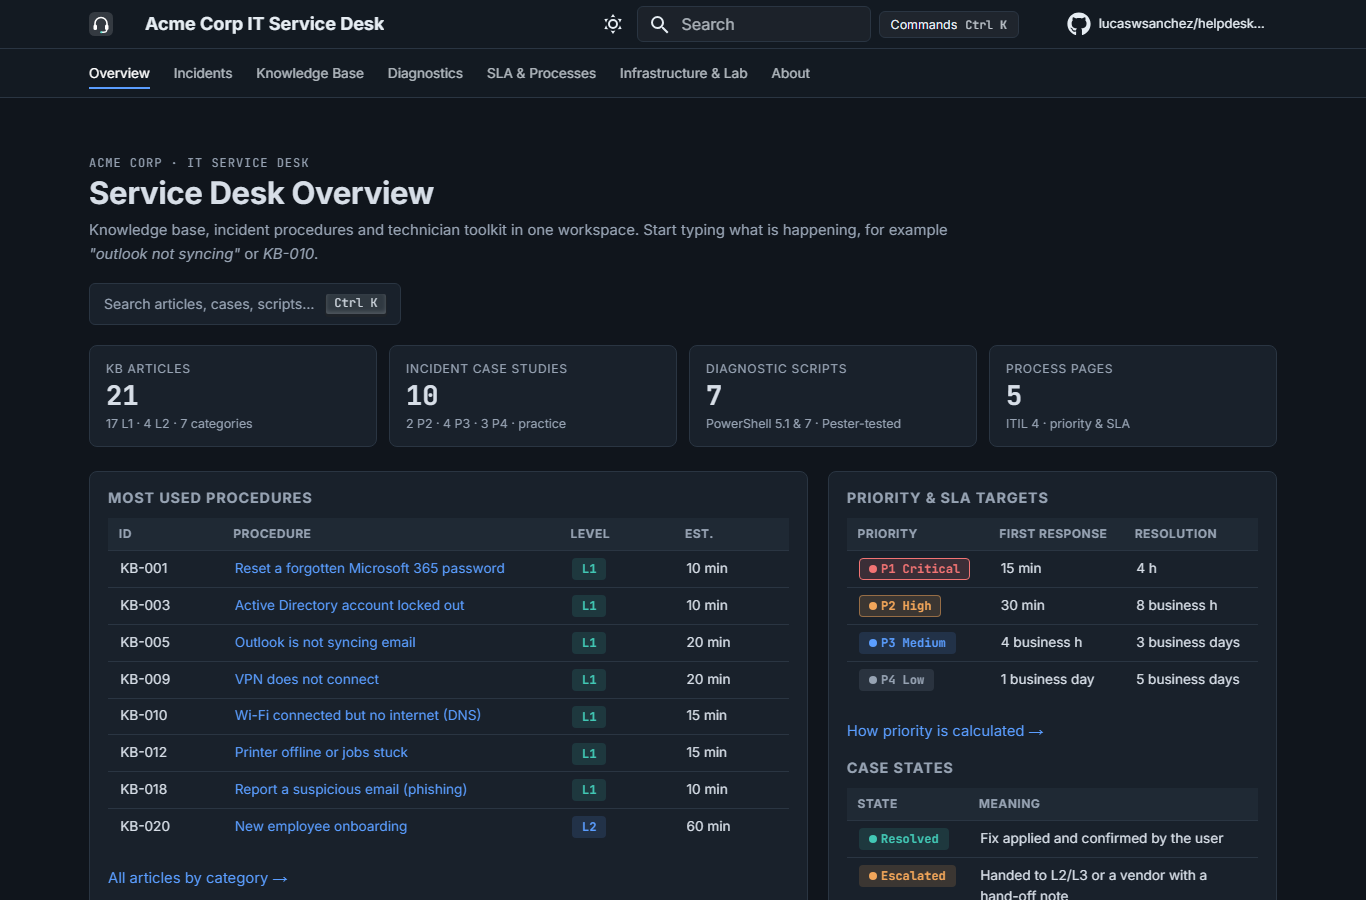 Acme Corp IT Service Desk
Search
Commands Ctrl K
lucaswsanchez/helpdesk...
Overview Incidents Knowledge Base Diagnostics SLA & Processes Infrastructure & Lab About
ACME CORP · IT SERVICE DESK
Service Desk Overview
Knowledge base, incident procedures and technician toolkit in one workspace. Start typing what is happening, for example
"outlook not syncing" or KB-010.
Search articles, cases, scripts... Ctrl K
KB ARTICLES
21
17 L1 · 4 L2 · 7 categories
INCIDENT CASE STUDIES
10
2 P2 · 4 P3 · 3 P4 · practice
DIAGNOSTIC SCRIPTS
7
PowerShell 5.1 & 7 · Pester-tested
PROCESS PAGES
5
ITIL 4 · priority & SLA
MOST USED PROCEDURES
ID PROCEDURE LEVEL EST.
KB-001 Reset a forgotten Microsoft 365 password L1 10 min
KB-003 Active Directory account locked out L1 10 min
KB-005 Outlook is not syncing email L1 20 min
KB-009 VPN does not connect L1 20 min
KB-010 Wi-Fi connected but no internet (DNS) L1 15 min
KB-012 Printer offline or jobs stuck L1 15 min
KB-018 Report a suspicious email (phishing) L1 10 min
KB-020 New employee onboarding L2 60 min
All articles by category →
PRIORITY & SLA TARGETS
PRIORITY FIRST RESPONSE RESOLUTION
P1 Critical 15 min 4 h
P2 High 30 min 8 business h
P3 Medium 4 business h 3 business days
P4 Low 1 business day 5 business days
How priority is calculated →
CASE STATES
STATE MEANING
Resolved Fix applied and confirmed by the user
Escalated Handed to L2/L3 or a vendor with a
hand-off note